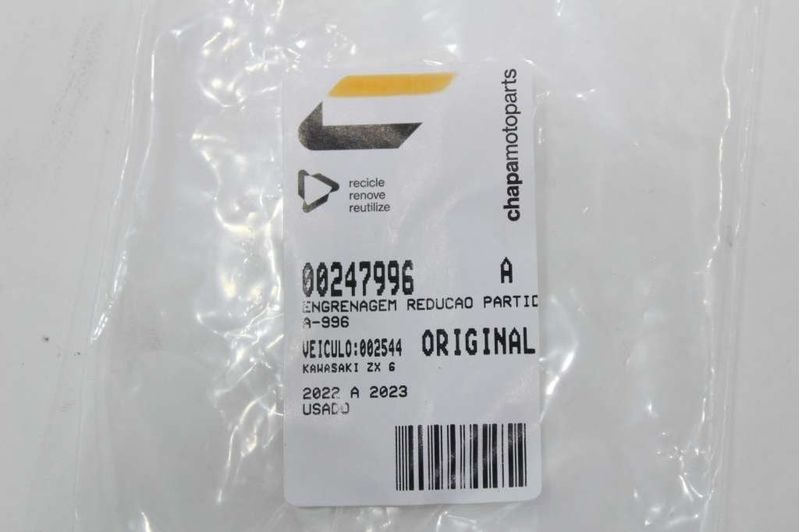 chapamotoparts
recicle
renove
reutilize
00247996 A
ENGRENAGEM REDUCAO PARTID
A-996
VEICULO:002544 ORIGINAL
KAWASAKI ZX 6
2022 A 2023
USADO